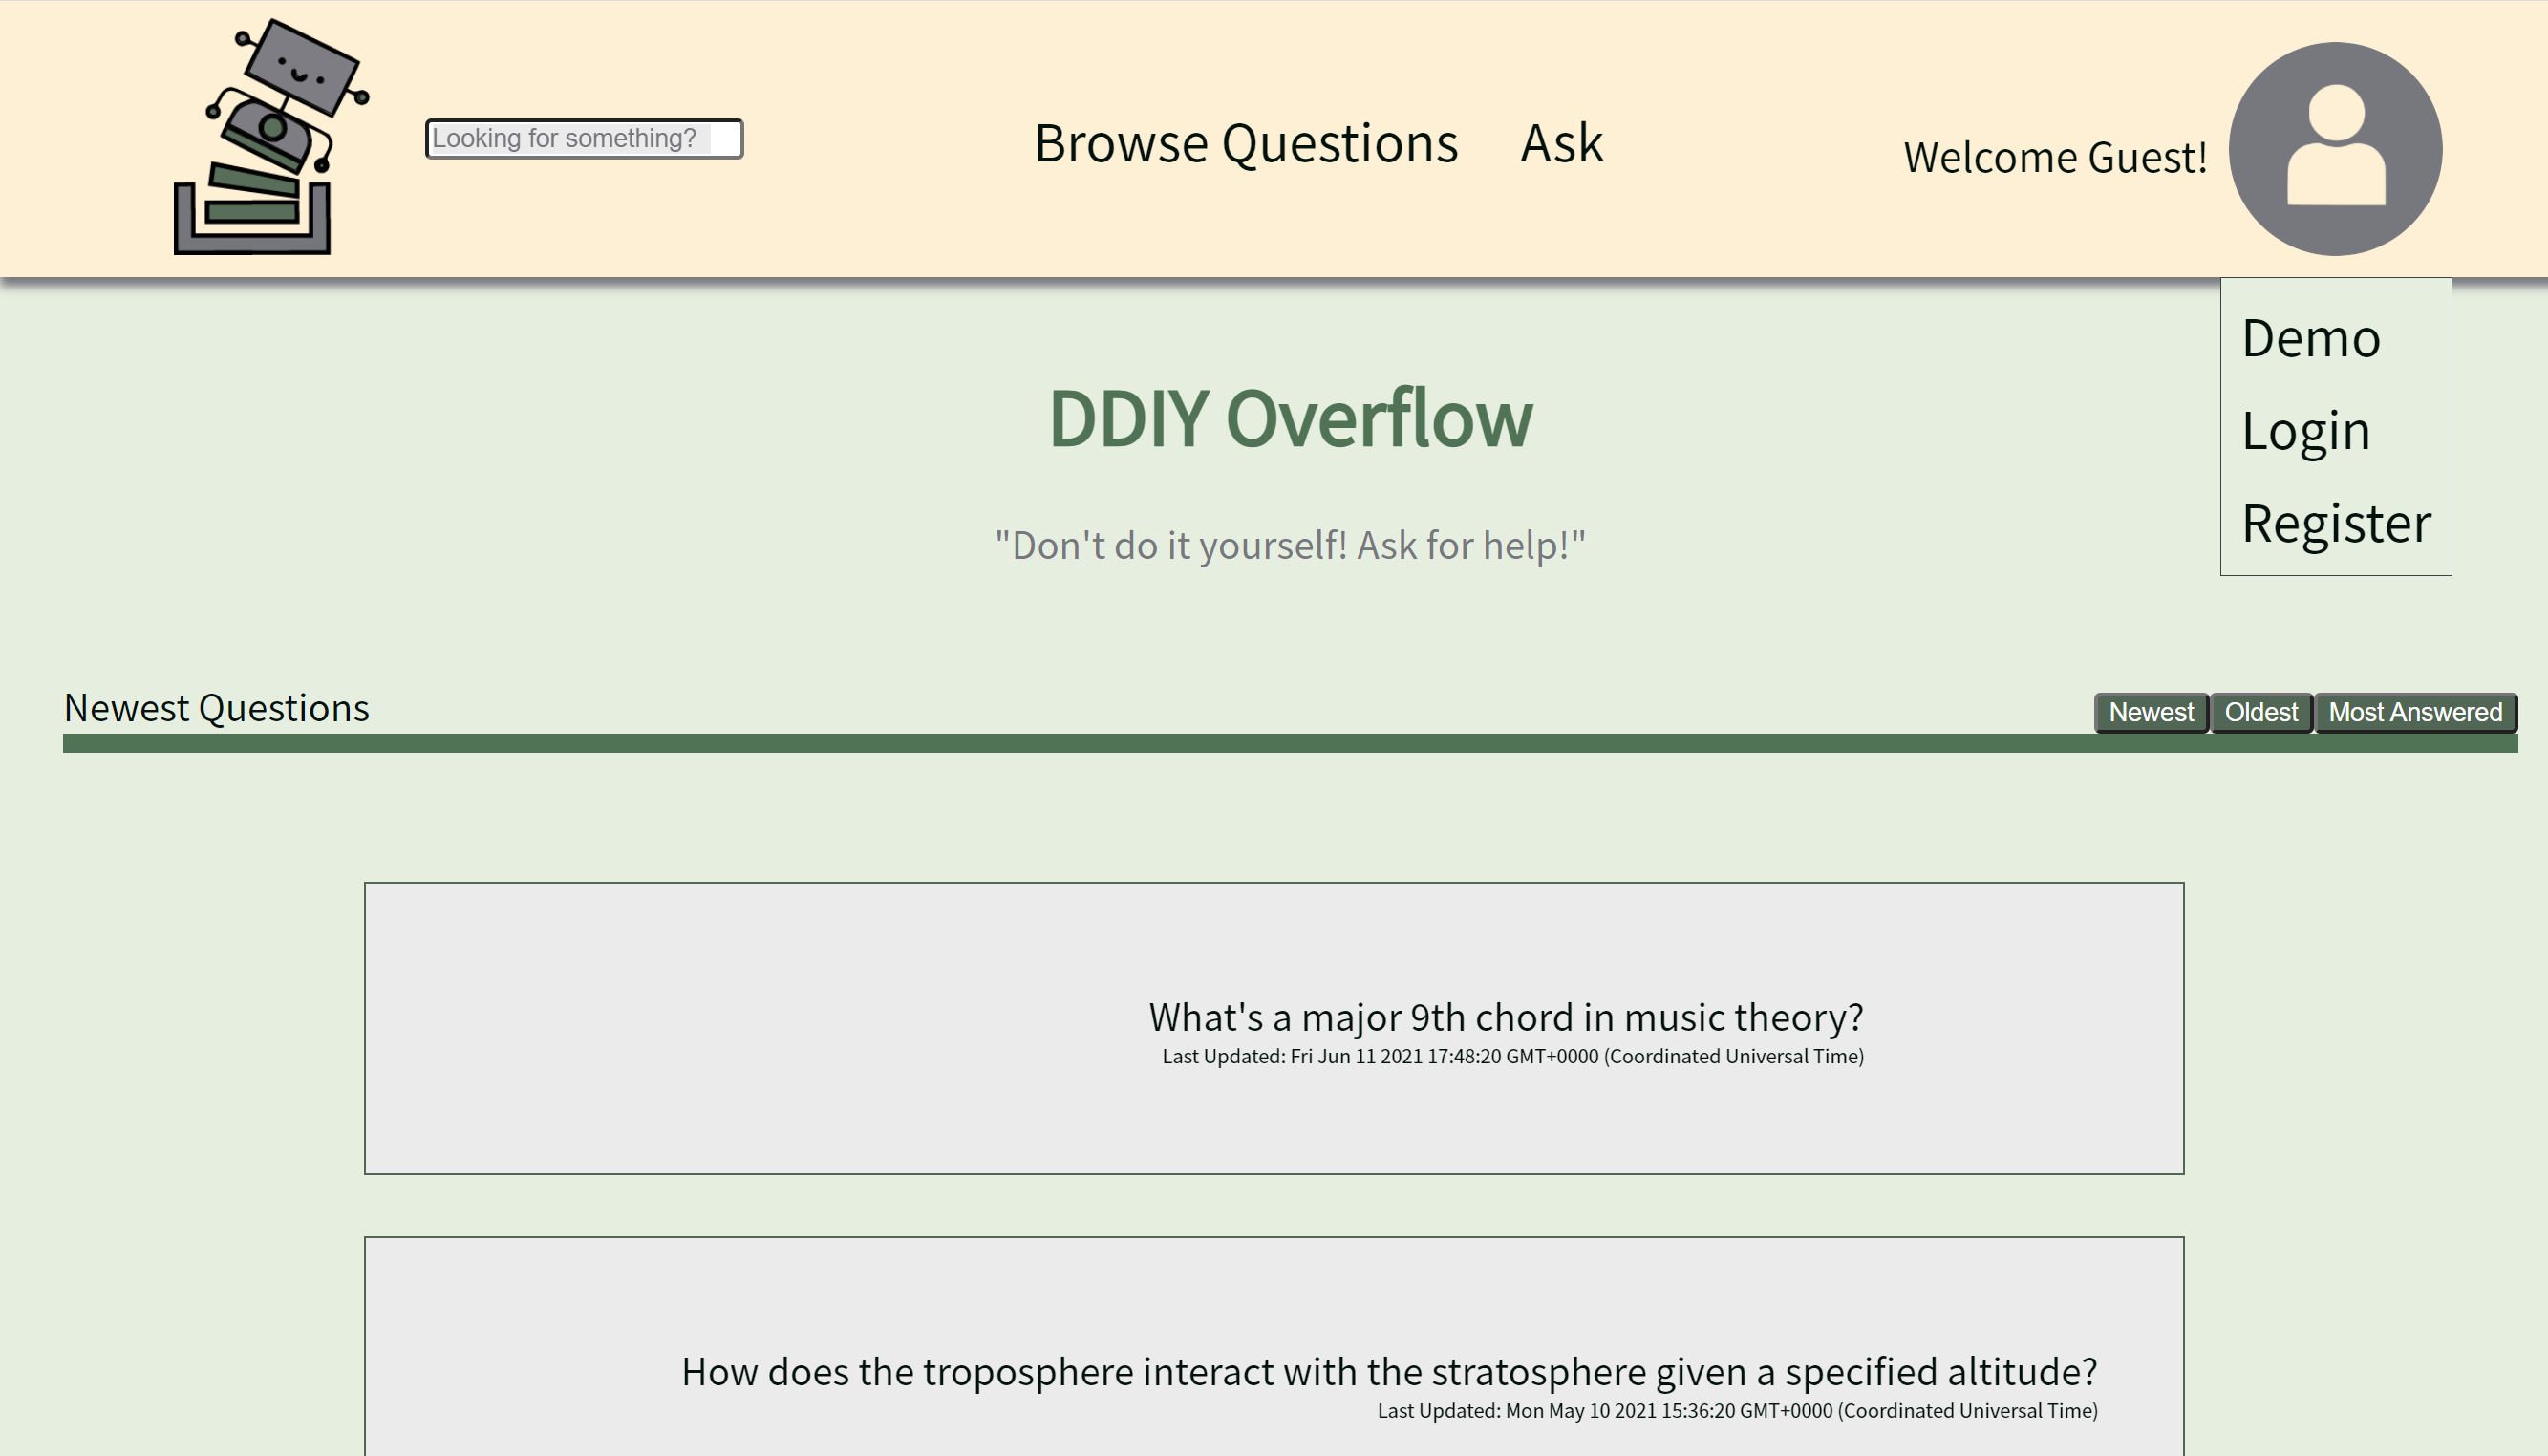 Looking for something?
Browse Questions
Ask
Welcome Guest!
Demo
Login
Register
DDIY Overflow
"Don't do it yourself! Ask for help!"
Newest Questions
Newest
Oldest
Most Answered
What's a major 9th chord in music theory?
Last Updated: Fri Jun 11 2021 17:48:20 GMT+0000 (Coordinated Universal Time)
How does the troposphere interact with the stratosphere given a specified altitude?
Last Updated: Mon May 10 2021 15:36:20 GMT+0000 (Coordinated Universal Time)